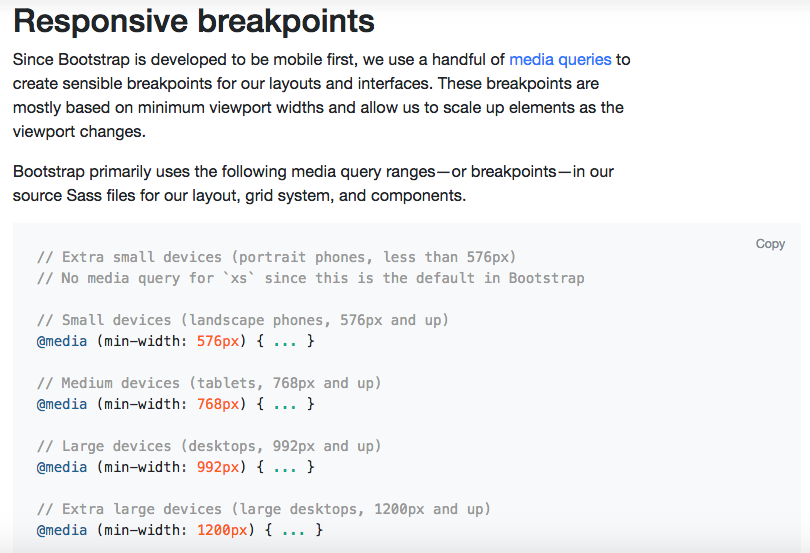 Responsive breakpoints
Since Bootstrap is developed to be mobile first, we use a handful of media queries to
create sensible breakpoints for our layouts and interfaces. These breakpoints are
mostly based on minimum viewport widths and allow us to scale up elements as the
viewport changes.
Bootstrap primarily uses the following media query ranges—or breakpoints—in our
source Sass files for our layout, grid system, and components.
Copy
// Extra small devices (portrait phones, less than 576px)
// No media query for `xs` since this is the default in Bootstrap
// Small devices (landscape phones, 576px and up)
@media (min-width: 576px) { ... }
// Medium devices (tablets, 768px and up)
@media (min-width: 768px) { ... }
// Large devices (desktops, 992px and up)
@media (min-width: 992px) { ... }
// Extra large devices (large desktops, 1200px and up)
@media (min-width: 1200px) { ... }